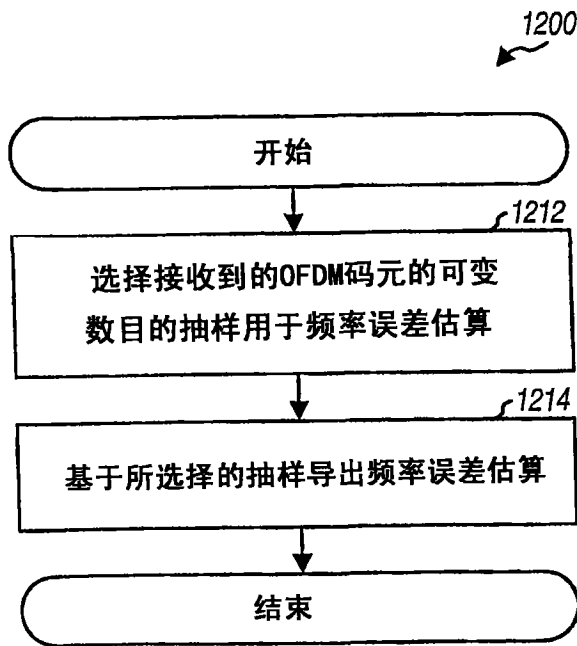 1200
开始
1212
选择接收到的OFDM码元的可变
数目的抽样用于频率误差估算
1214
基于所选择的抽样导出频率误差估算
结束